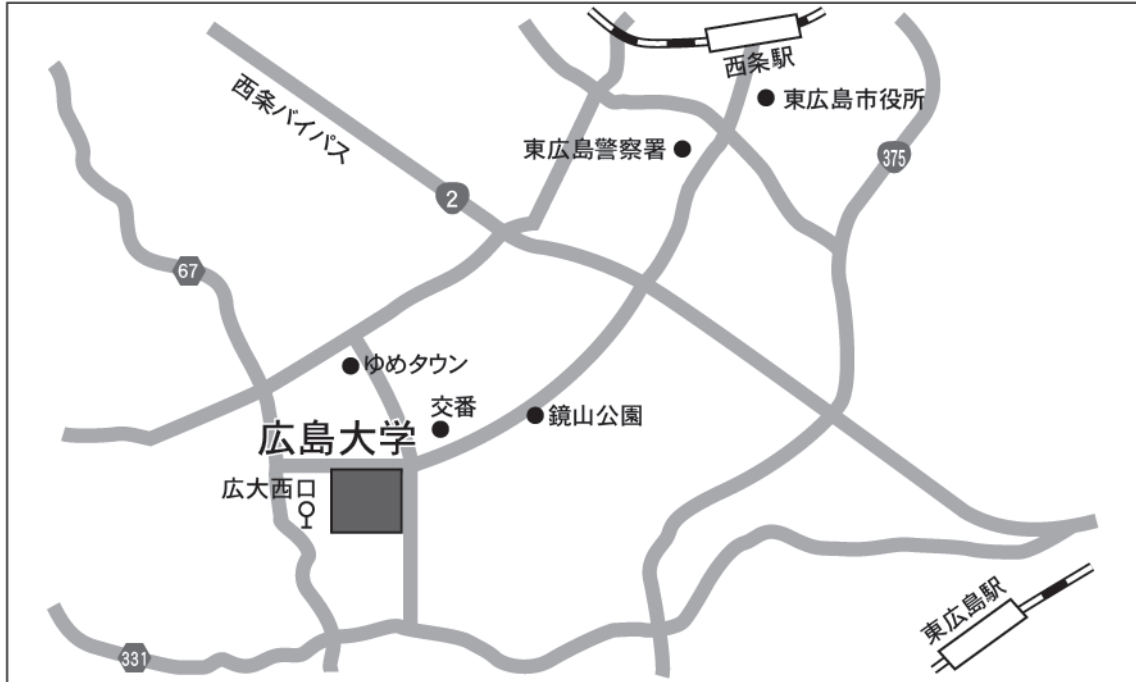 西条駅
東広島市役所
西条バイパス
東広島警察署
375
2
67
ゆめタウン
交番
鏡山公園
広島大学
広大西口
東広島駅
331